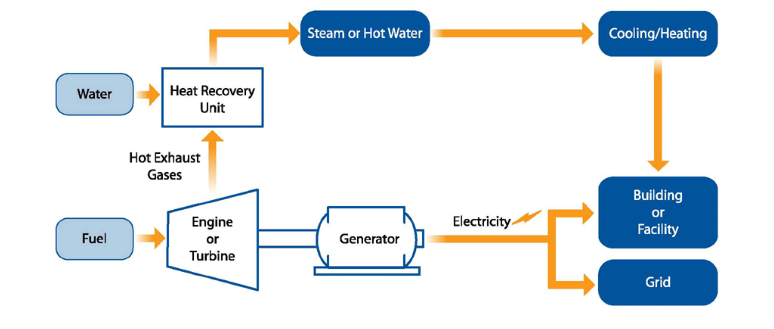 Steam or Hot Water
Cooling/Heating
Water
Heat Recovery
Unit
Hot Exhaust
Gases
Building
or
Facility
Fuel
Engine
or
Turbine
Generator
Electricity
Grid